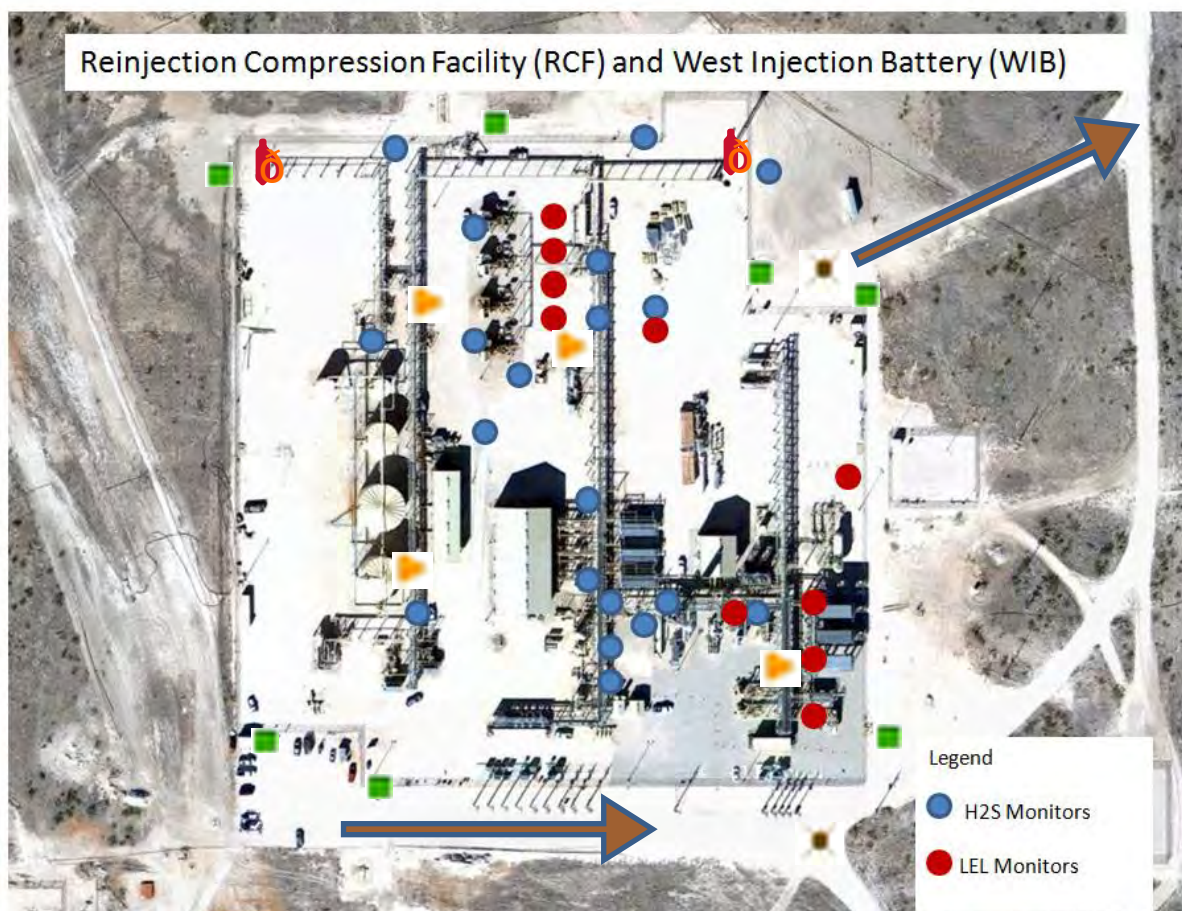 Reinjection Compression Facility (RCF) and West Injection Battery (WIB)
Legend
H2S Monitors
LEL Monitors